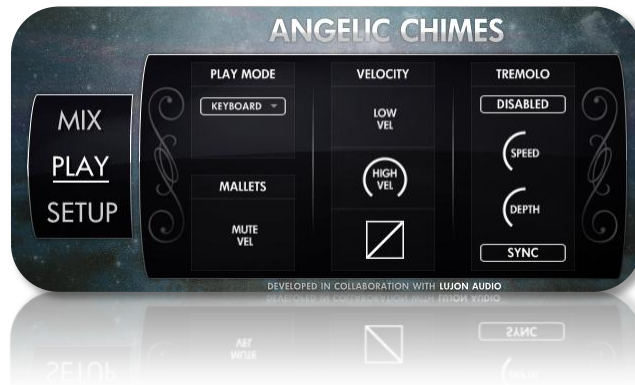 ANGELIC CHIMES
MIX
PLAY
SETUP
PLAY MODE
KEYBOARD
MALLETS
MUTE
VEL
VELOCITY
LOW
VEL
HIGH
VEL
TREMOLO
DISABLED
SPEED
DEPTH
SYNC
DEVELOPED IN COLLABORATION WITH LUJON AUDIO